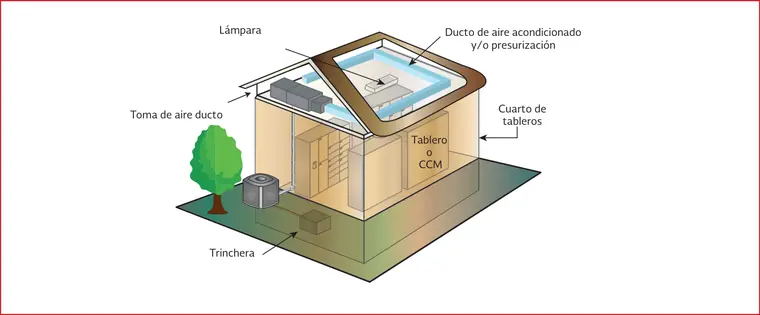 Lámpara
Ducto de aire acondicionado
y/o presurización
Toma de aire ducto
Cuarto de
tableros
Tablero
o
CCM
Trinchera